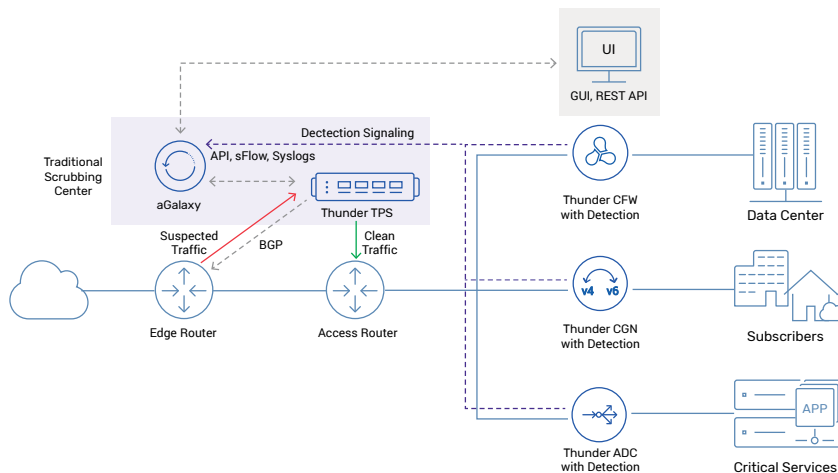 UI
GUI, REST API
Dectection Signaling
API, sFlow, Syslogs
Traditional
Scrubbing
Center
aGalaxy
Thunder TPS
Suspected
Traffic
BGP
Clean
Traffic
Edge Router
Access Router
Thunder CFW
with Detection
Data Center
v4 v6
Thunder CGN
with Detection
Subscribers
APP
Thunder ADC
with Detection
Critical Services